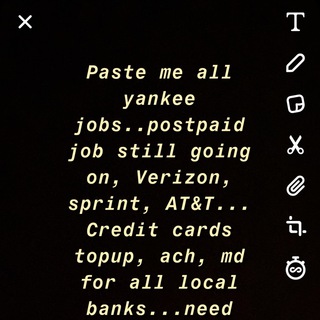 Paste me all
yankee
jobs..postpaid
job still going
on, Verizon,
sprint, AT&T...
Credit cards
topup, ach, md
for all local
banks...need